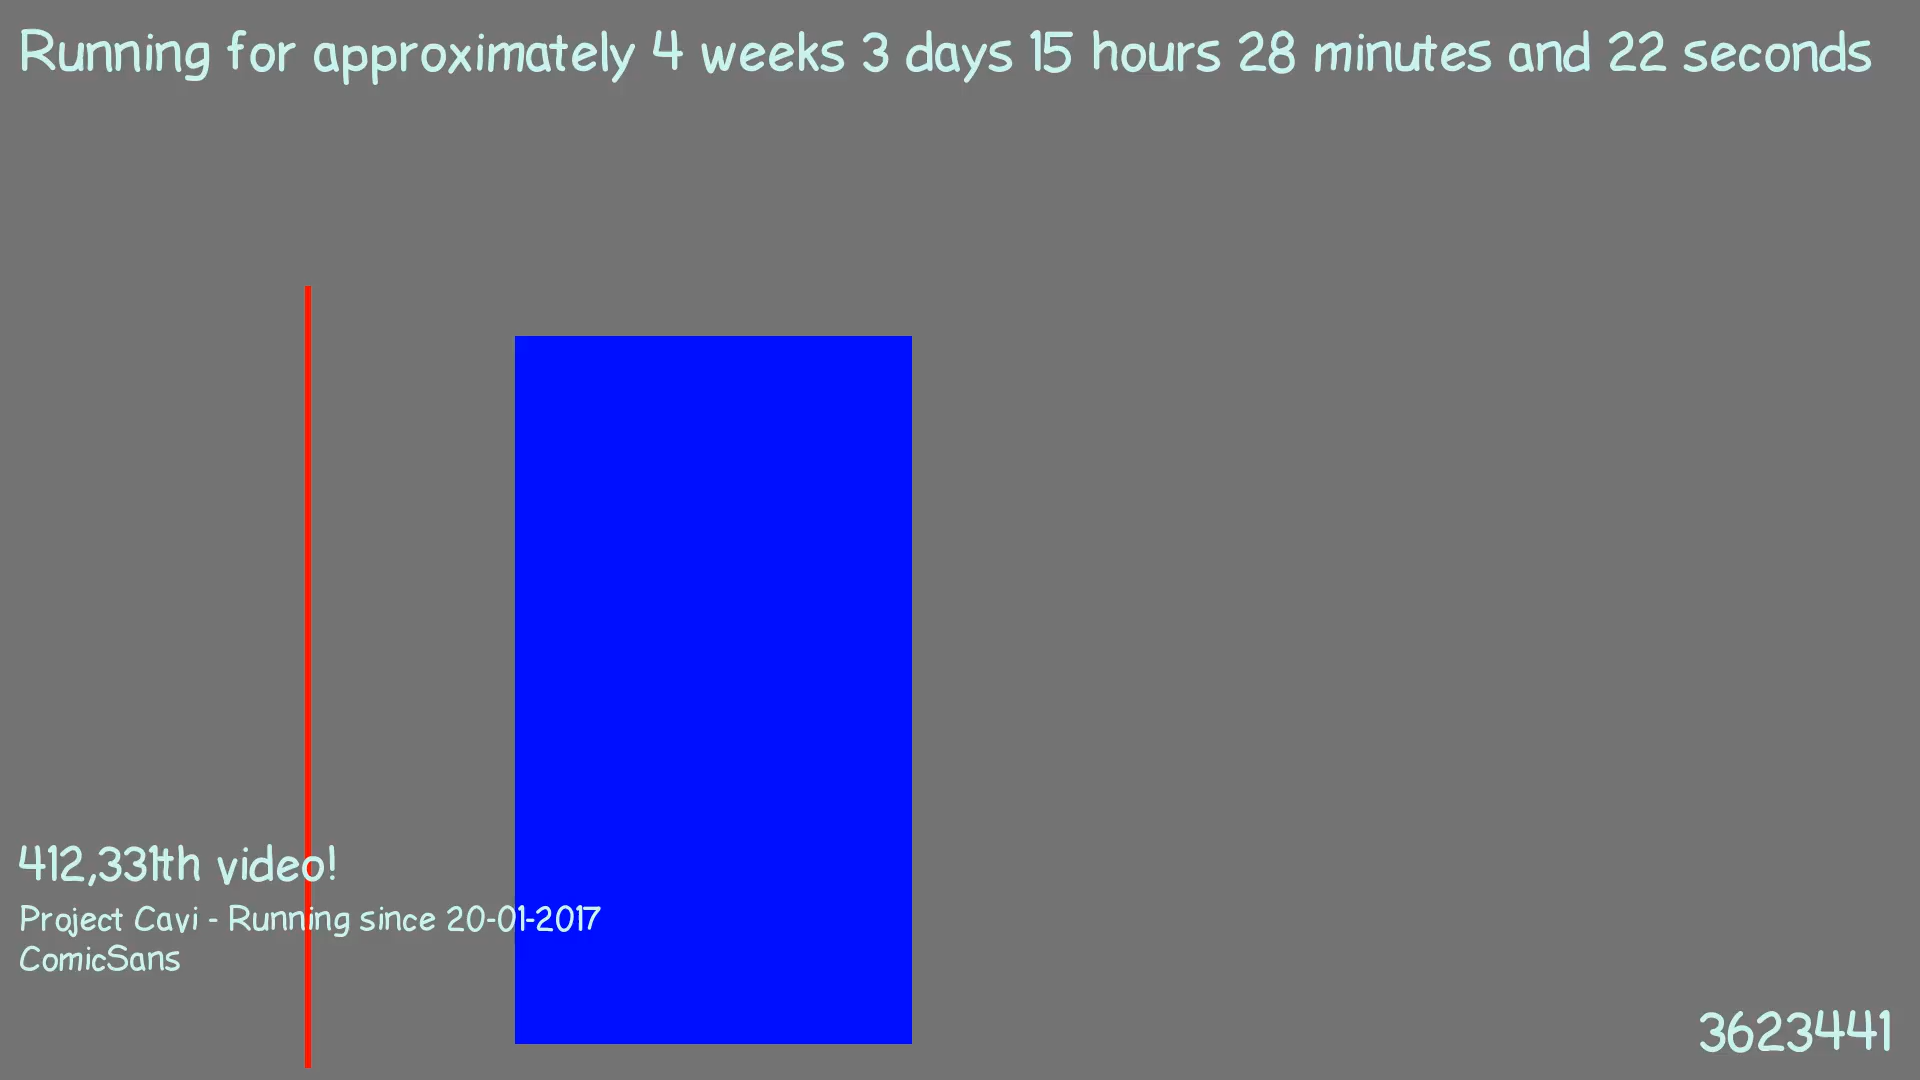 Running for approximately 4 weeks 3 days 15 hours 28 minutes and 22 seconds
412,331th video!
Project Cavi - Running since 20-01-2017
ComicSans
3623441